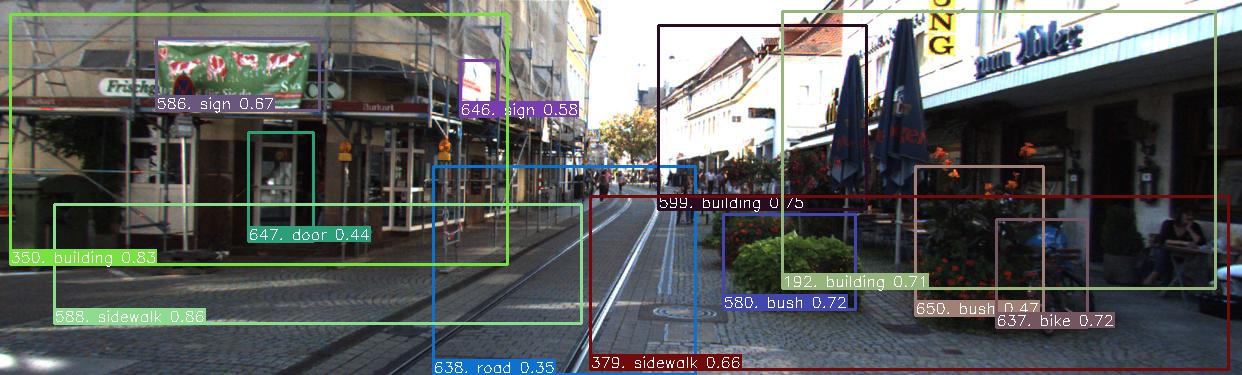 586. sign 0.67
646. sign 0.58
Burkart
647. door 0.44
350. building 0.83
588. sidewalk 0.86
638. road 0.35
599. building 0.75
192. building 0.71
580. bush 0.72
650. bush 0.47
637. bike 0.72
379. sidewalk 0.66
NG
Zum Adler